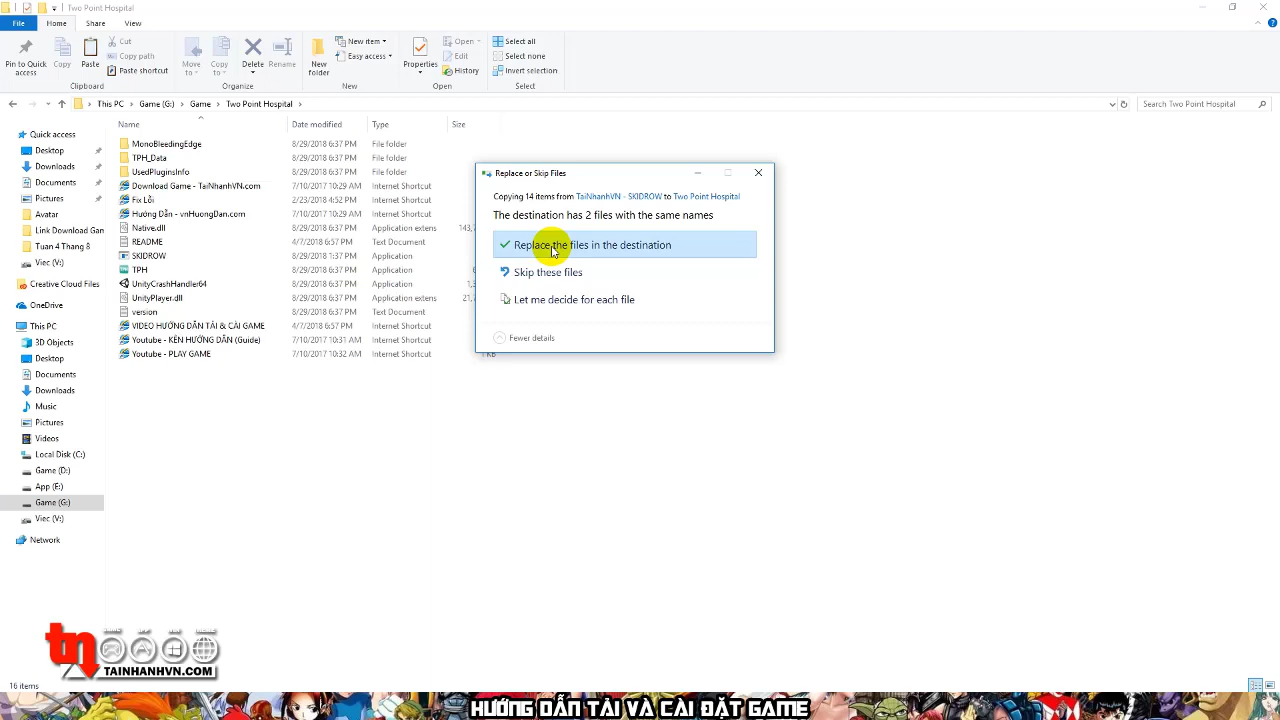 Two Point Hospital
File Home Share View
Pin to Quick access
Copy
Paste
Cut
Copy path
Paste shortcut
Clipboard
Move to
Copy to
Delete
Rename
Organize
New folder
New item
Easy access
New
Properties
Open
Edit
History
Open
Select all
Select none
Invert selection
Select
This PC > Game (G:) > Game > Two Point Hospital >
Search Two Point Hospital
Name Date modified Type Size
Quick access
Desktop
Downloads
Documents
Pictures
Avatar
Link Download Gam
Tuan 4 Thang 8
Viec (V:)
Creative Cloud Files
OneDrive
This PC
3D Objects
Desktop
Documents
Downloads
Music
Pictures
Videos
Local Disk (C:)
Game (D:)
App (E:)
Game (G:)
Viec (V:)
Network
MonoBleedingEdge 8/29/2018 6:37 PM File folder
TPH_Data 8/29/2018 6:37 PM File folder
UsedPluginsInfo 8/29/2018 6:37 PM File folder
Download Game - TaiNhanhVN.com 7/10/2017 10:29 AM Internet Shortcut
Fix Lỗi 2/23/2018 4:52 PM Internet Shortcut
Hướng Dẫn - vnHuongDan.com 7/10/2017 10:29 AM Internet Shortcut
Native.dll 8/29/2018 6:37 PM Application extens 143,
README 4/7/2018 6:57 PM Text Document
SKIDROW 8/29/2018 6:31 PM Application
TPH 8/29/2018 6:37 PM Application 6
UnityCrashHandler64 8/29/2018 6:37 PM Application 1,
UnityPlayer.dll 8/29/2018 6:37 PM Application extens 21,
version 8/29/2018 6:37 PM Text Document
VIDEO HƯỚNG DẪN TẢI & CÀI GAME 4/7/2018 6:57 PM Internet Shortcut
Youtube - KÊN HƯỚNG DẪN (Guide) 7/10/2017 10:31 AM Internet Shortcut
Youtube - PLAY GAME 7/10/2017 10:32 AM Internet Shortcut 1 KB
Replace or Skip Files
Copying 14 items from TaiNhanhVN - SKIDROW to Two Point Hospital
The destination has 2 files with the same names
Replace the files in the destination
Skip these files
Let me decide for each file
Fewer details
tn
TAINHANHVN.COM
16 items
HƯỚNG DẪN TẢI VÀ CÀI ĐẶT GAME